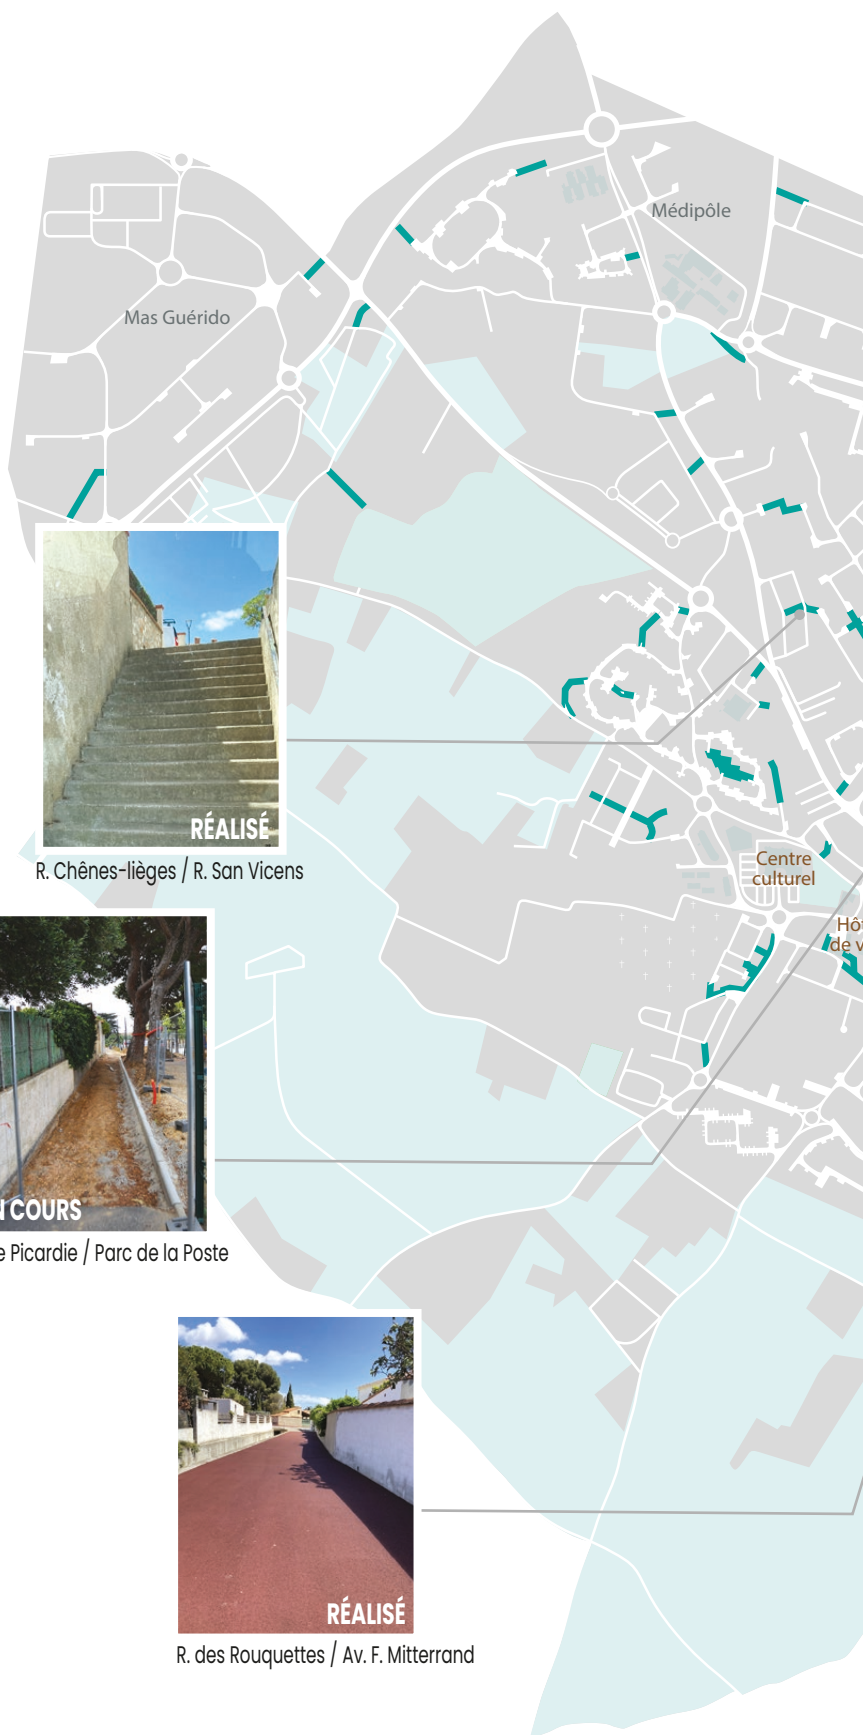 Médipôle
Mas Guérido
RÉALISÉ
R. Chênes-lièges / R. San Vicens
Centre
culturel
de
COURS
Picardie / Parc de la Poste
RÉALISÉ
R. des Rouquettes / Av. F. Mitterrand